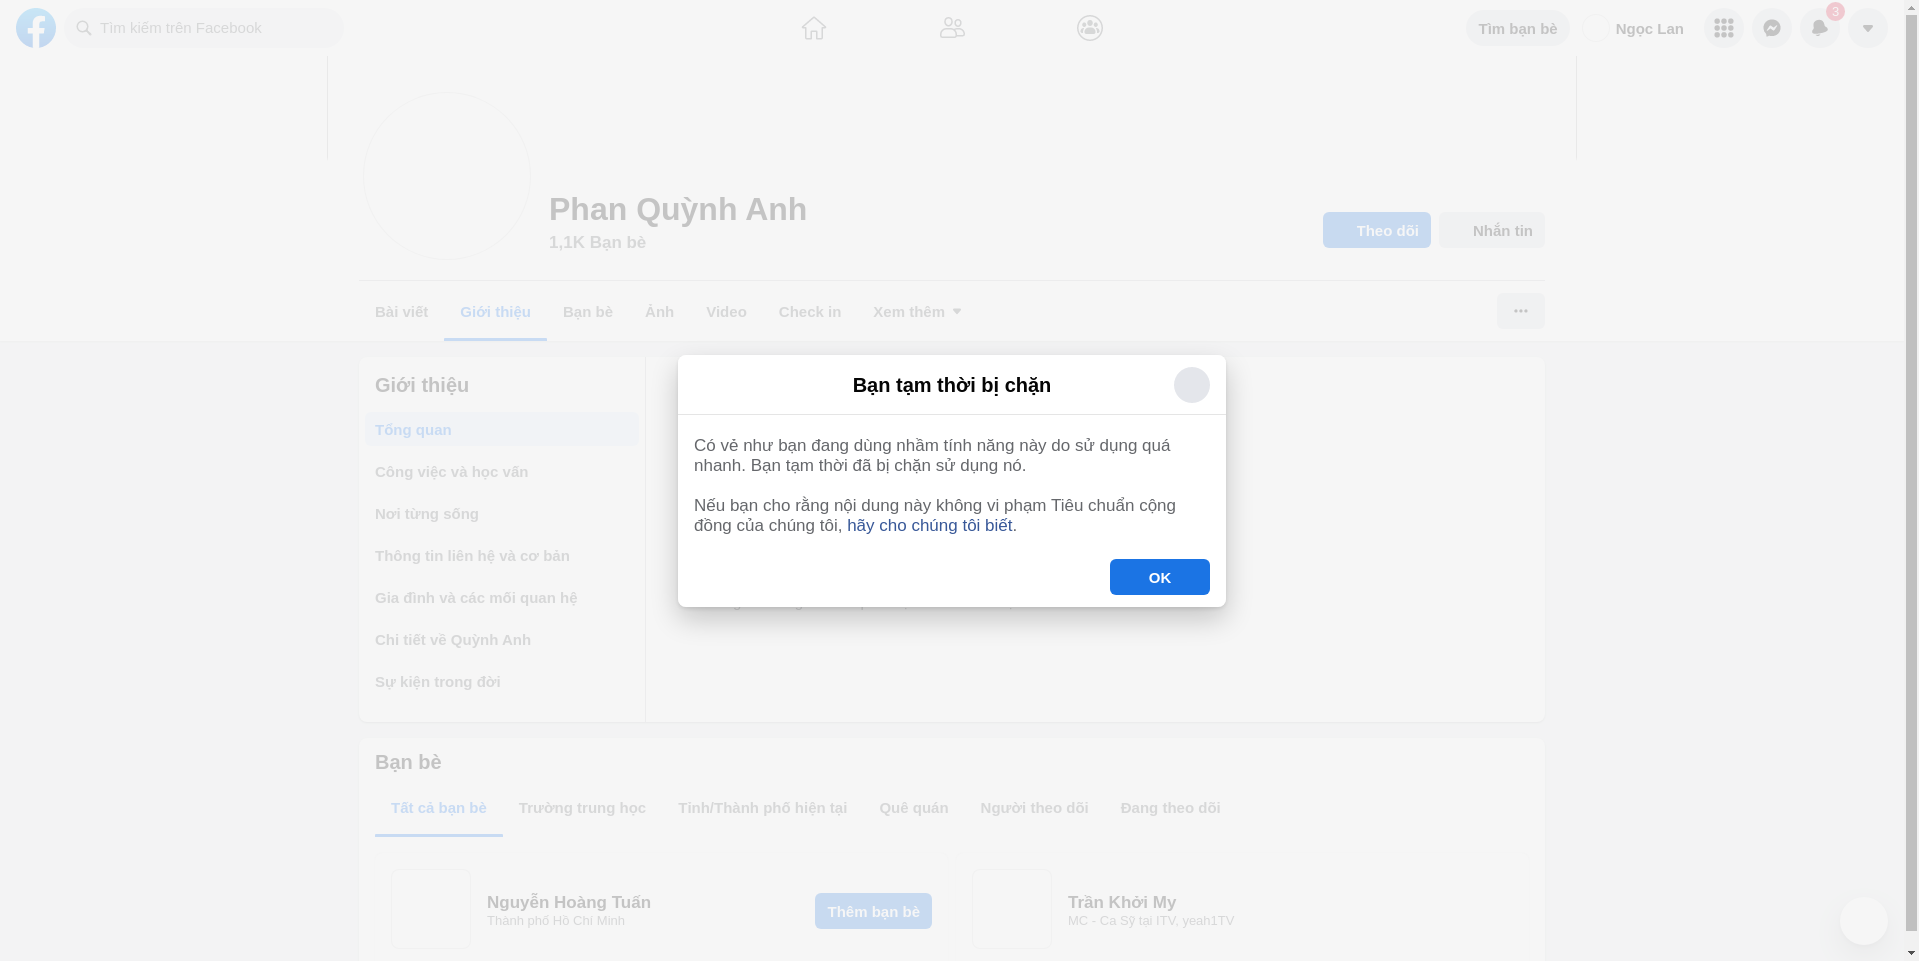 Tìm kiếm trên Facebook
Tìm bạn bè
Ngọc Lan
3
Phan Quỳnh Anh
1,1K Bạn bè
Theo dõi
Nhắn tin
Bài viết
Giới thiệu
Bạn bè
Ảnh
Video
Check in
Xem thêm
Giới thiệu
Tổng quan
Công việc và học vấn
Nơi từng sống
Thông tin liên hệ và cơ bản
Gia đình và các mối quan hệ
Chi tiết về Quỳnh Anh
Sự kiện trong đời
Bạn tạm thời bị chặn
Có vẻ như bạn đang dùng nhầm tính năng này do sử dụng quá
nhanh. Bạn tạm thời đã bị chặn sử dụng nó.
Nếu bạn cho rằng nội dung này không vi phạm Tiêu chuẩn cộng
đồng của chúng tôi, hãy cho chúng tôi biết.
OK
Bạn bè
Tất cả bạn bè
Trường trung học
Tỉnh/Thành phố hiện tại
Quê quán
Người theo dõi
Đang theo dõi
Nguyễn Hoàng Tuấn
Thành phố Hồ Chí Minh
Thêm bạn bè
Trần Khởi My
MC - Ca Sỹ tại ITV, yeah1TV